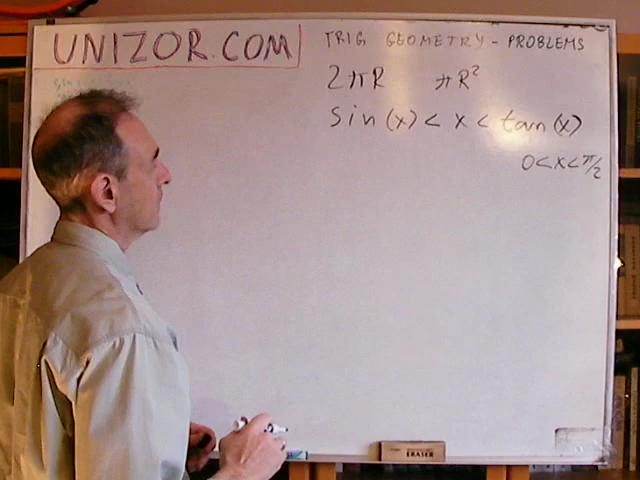 UNIZOR.COM
TRIG GEOMETRY - PROBLEMS
2πR πR²
sin(x) < x < tan(x)
0<x<π/2
ERASER